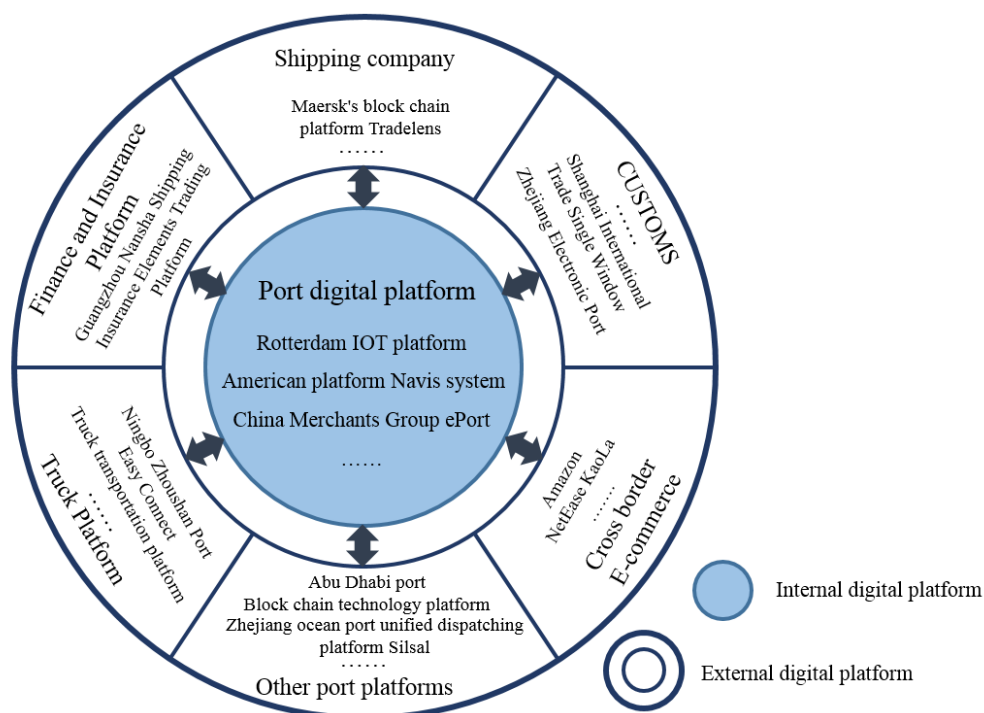 Shipping company
Maersk's block chain
platform Tradelens
......
Finance and Insurance
Platform
Guangzhou Nansha Shipping
Insurance Elements Trading
Platform
CUSTOMS
......
Shanghai International
Trade Single Window
Zhejiang Electronic Port
Port digital platform
Rotterdam IOT platform
American platform Navis system
China Merchants Group ePort
......
Ningbo Zhoushan Port
Easy Connect
Truck transportation platform
......
Truck Platform
Amazon
NetEase KaoLa
.......
Cross border
E-commerce
Abu Dhabi port
Block chain technology platform
Zhejiang ocean port unified dispatching
platform Silsal
......
Other port platforms
Internal digital platform
External digital platform